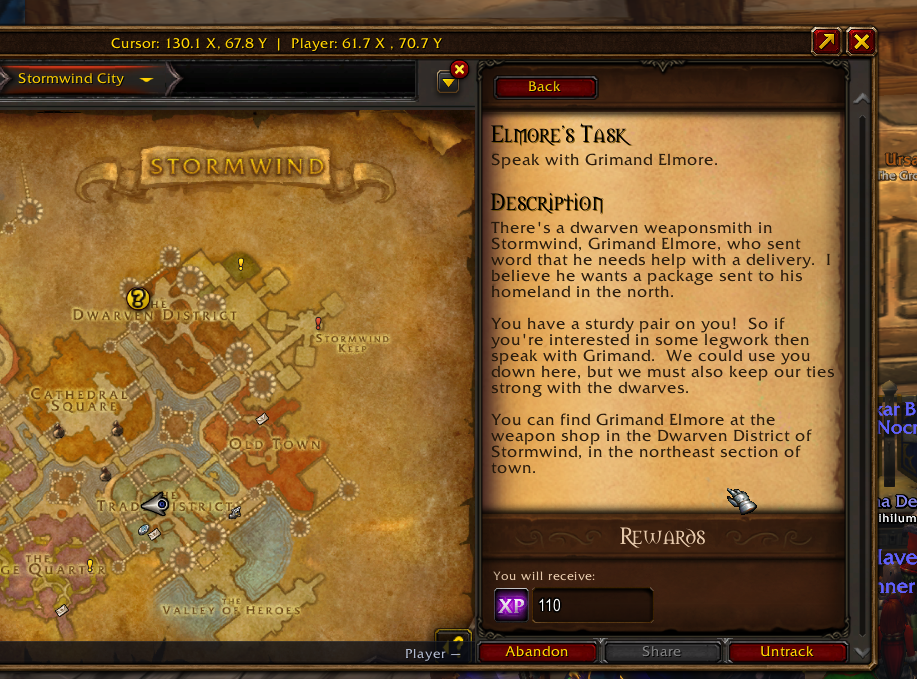 Cursor: 130.1 X, 67.8 Y | Player: 61.7 X , 70.7 Y
Stormwind City
STORMWIND
THE
DWARVEN DISTRICT
STORMWIND
KEEP
CATHEDRAL
SQUARE
OLD TOWN
TRADE DISTRICT
THE
GE QUARTER
THE
VALLEY OF HEROES
Player —
Back
Elmore's Task
Speak with Grimand Elmore.
Description
There's a dwarven weaponsmith in
Stormwind, Grimand Elmore, who sent
word that he needs help with a delivery.  I
believe he wants a package sent to his
homeland in the north.
You have a sturdy pair on you!  So if
you're interested in some legwork then
speak with Grimand.  We could use you
down here, but we must also keep our ties
strong with the dwarves.
You can find Grimand Elmore at the
weapon shop in the Dwarven District of
Stormwind, in the northeast section of
town.
Rewards
You will receive:
XP 110
Abandon
Share
Untrack